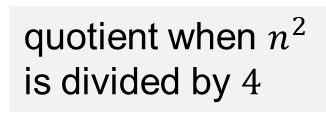 quotient when n²
is divided by 4